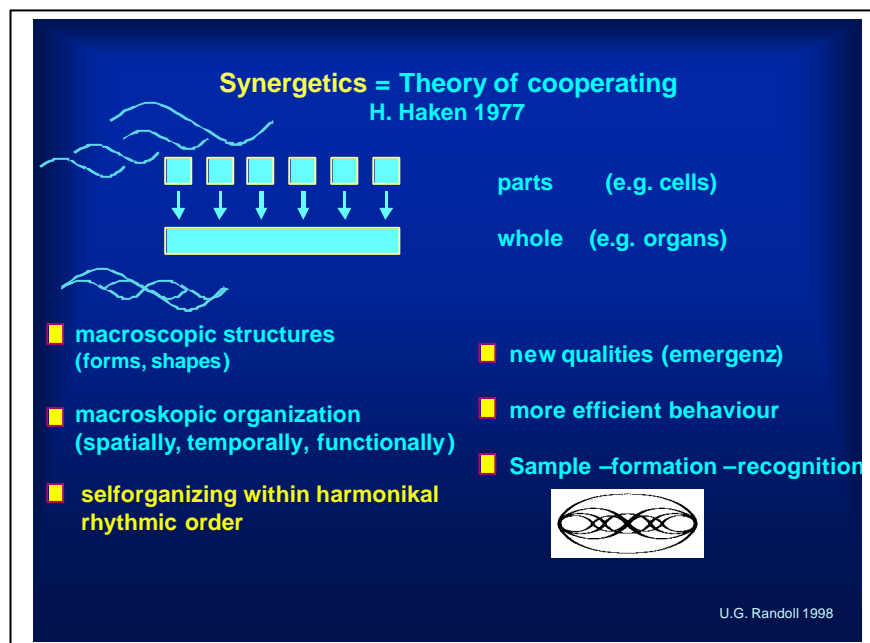 Synergetics = Theory of cooperating
H. Haken 1977
parts (e.g. cells)
whole (e.g. organs)
macroscopic structures
(forms, shapes)
macroskopic organization
(spatially, temporally, functionally)
selforganizing within harmonikal
rhythmic order
new qualities (emergenz)
more efficient behaviour
Sample –formation –recognition
U.G. Randoll 1998